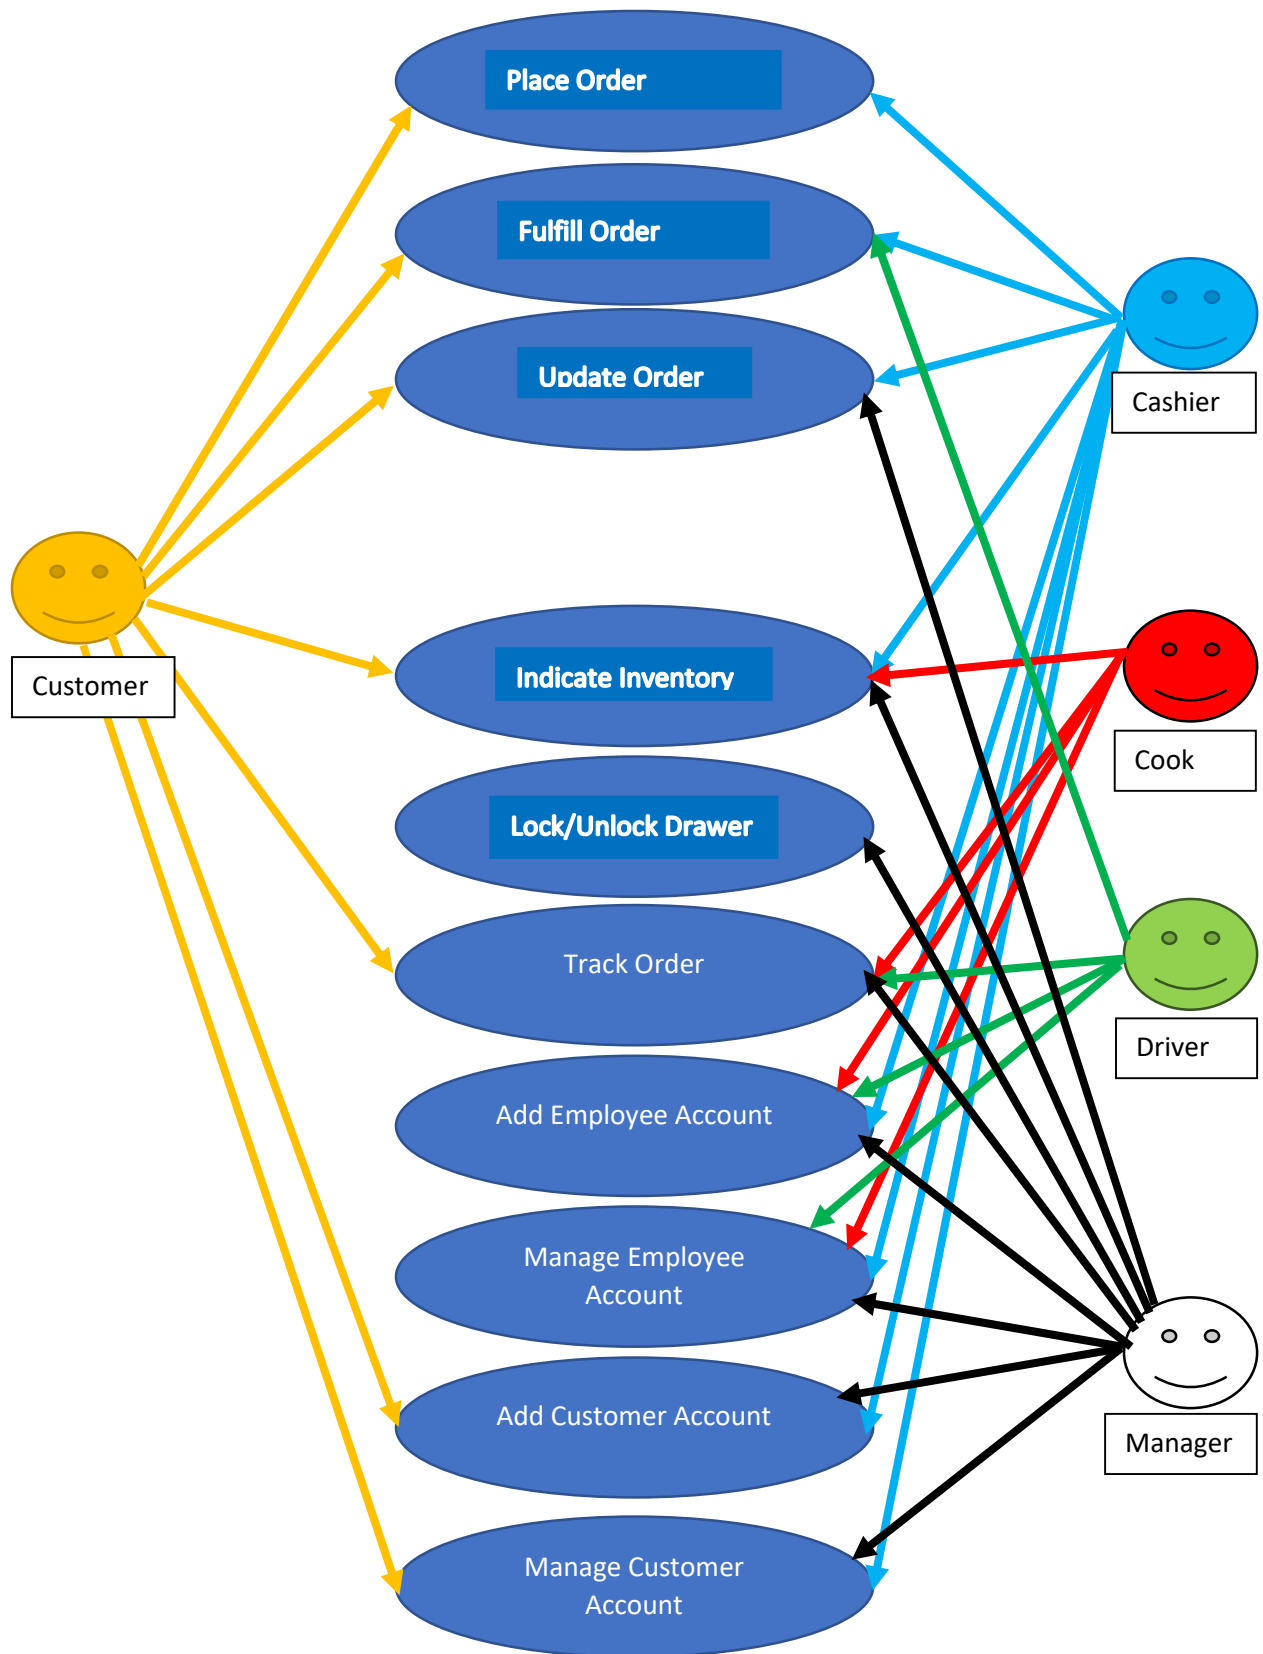 Place Order
Fulfill Order
Update Order
Cashier
Customer
Indicate Inventory
Cook
Lock/Unlock Drawer
Track Order
Driver
Add Employee Account
Manage Employee
Account
Add Customer Account
Manager
Manage Customer
Account